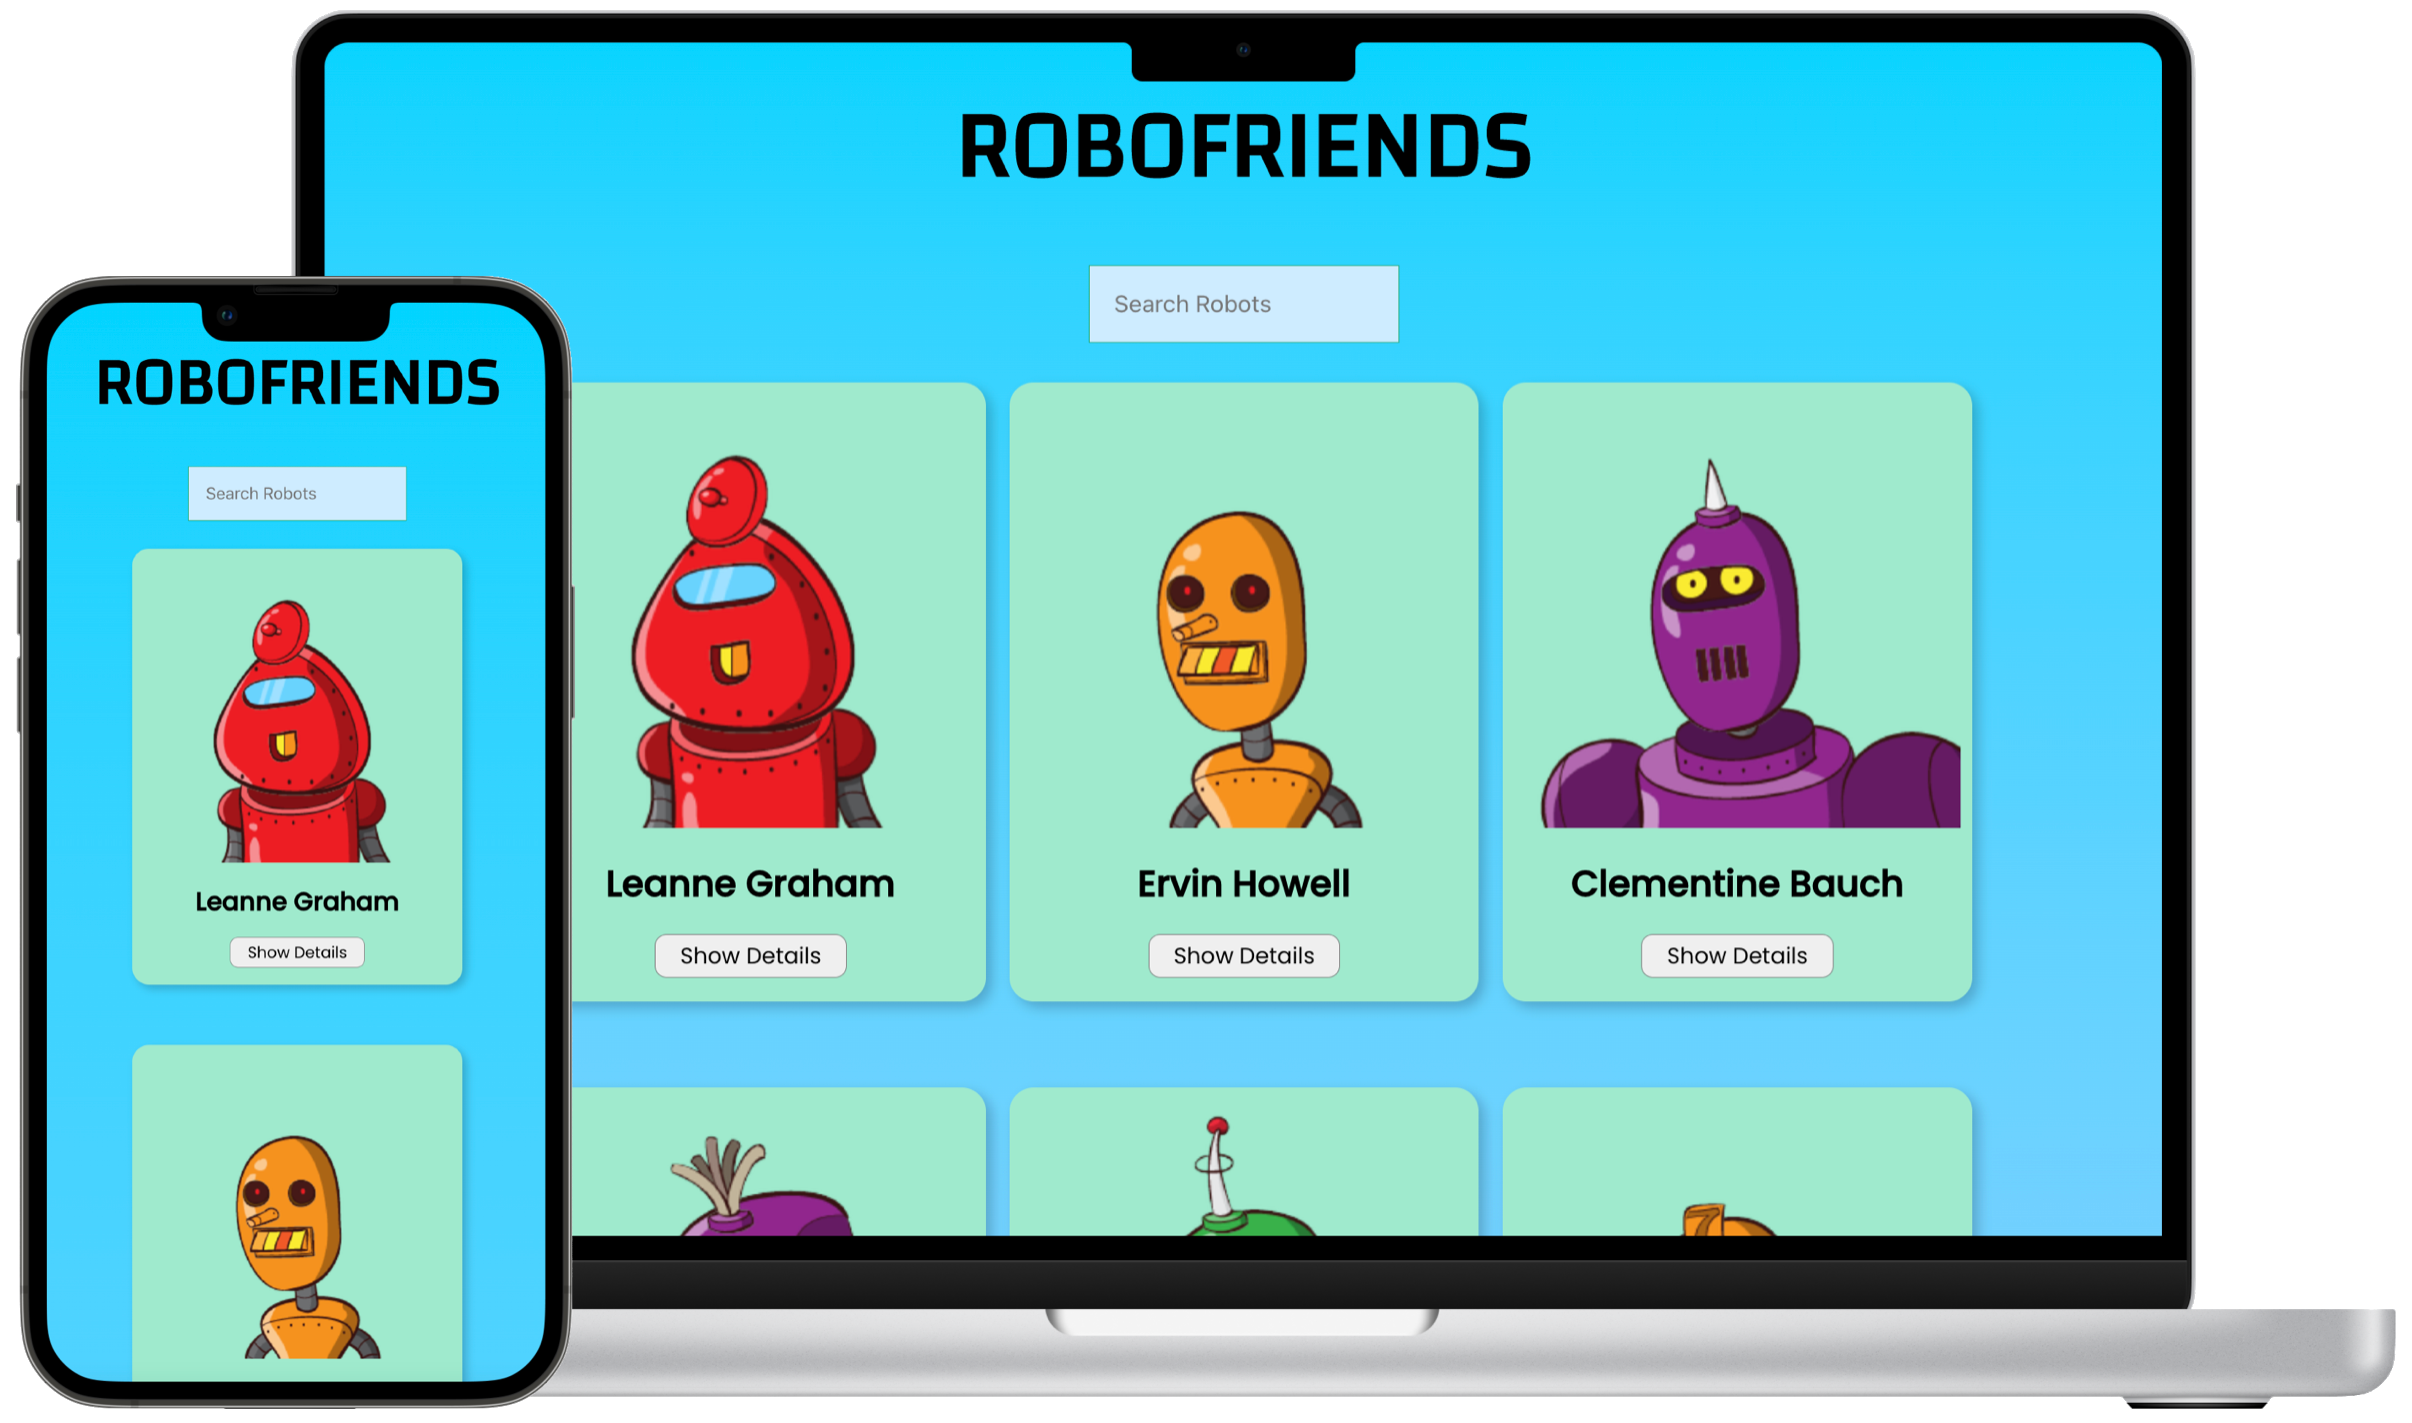 ROBOFRIENDS
Search Robots
Leanne Graham
Show Details
Ervin Howell
Show Details
Clementine Bauch
Show Details
7
ROBOFRIENDS
Search Robots
Leanne Graham
Show Details